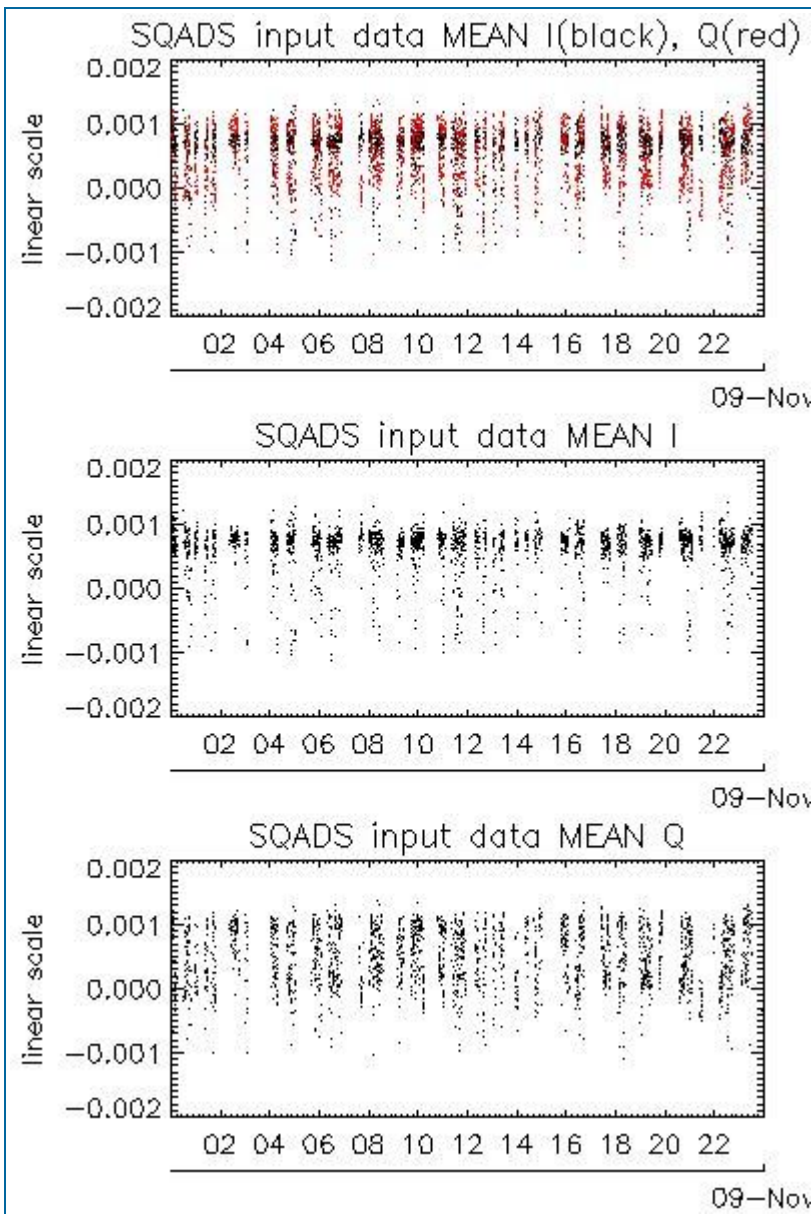 SQADS input data MEAN I(black), Q(red)
linear scale
0.002
0.001
0.000
−0.001
−0.002
02 04 06 08 10 12 14 16 18 20 22
09−Nov
SQADS input data MEAN I
linear scale
0.002
0.001
0.000
−0.001
−0.002
02 04 06 08 10 12 14 16 18 20 22
09−Nov
SQADS input data MEAN Q
linear scale
0.002
0.001
0.000
−0.001
−0.002
02 04 06 08 10 12 14 16 18 20 22
09−Nov